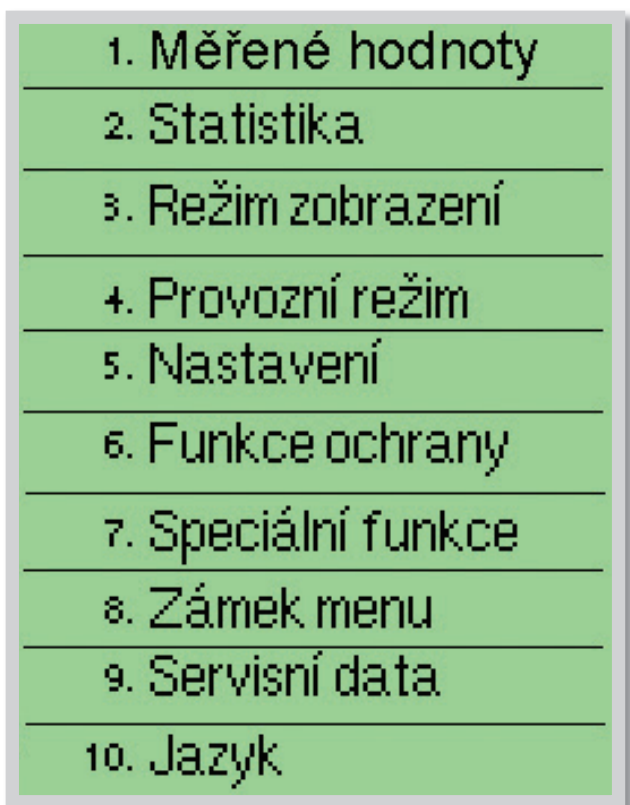 1. Měřené hodnoty
2. Statistika
3. Režim zobrazení
4. Provozní režim
5. Nastavení
6. Funkce ochrany
7. Speciální funkce
8. Zámek menu
9. Servisní data
10. Jazyk